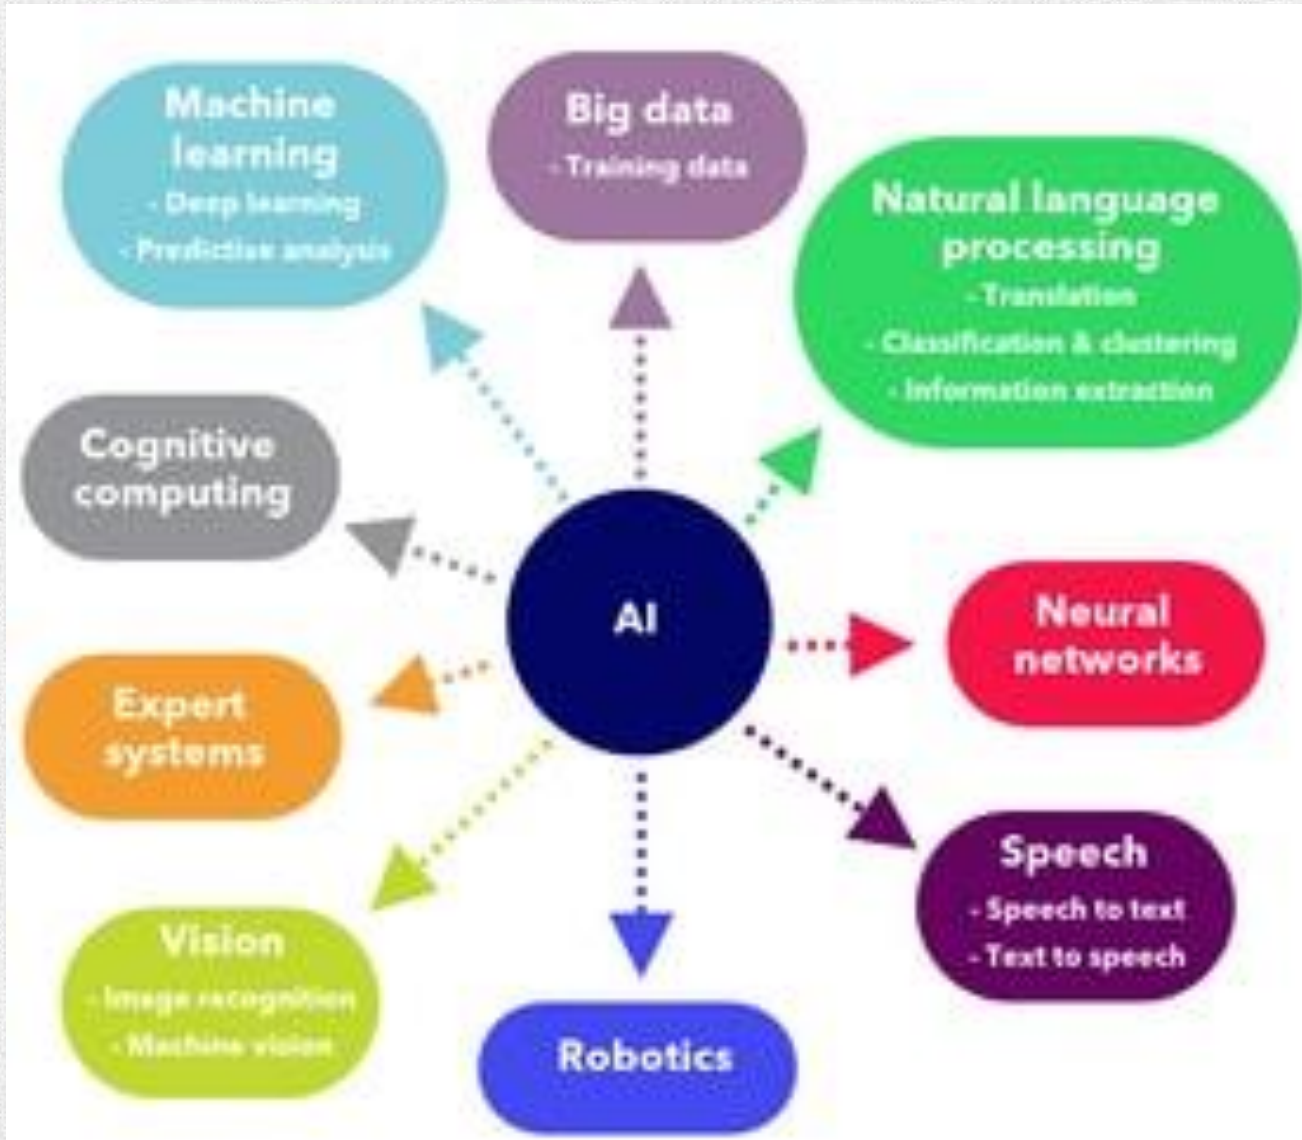 Machine
learning
- Deep learning
- Predictive analysis
Big data
- Training data
Natural language
processing
- Translation
- Classification & clustering
- Information extraction
Cognitive
computing
AI
Neural
networks
Expert
systems
Speech
- Speech to text
- Text to speech
Vision
- Image recognition
- Machine vision
Robotics